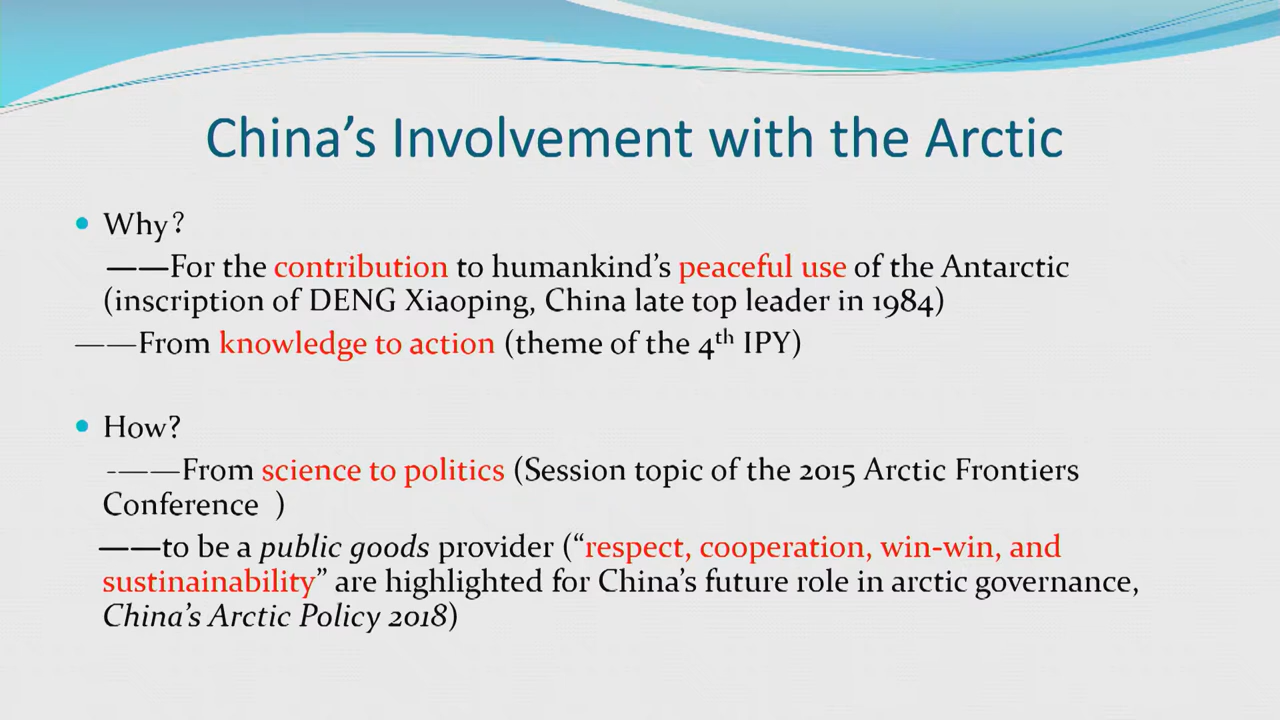 China’s Involvement with the Arctic
• Why?
——For the contribution to humankind’s peaceful use of the Antarctic
(inscription of DENG Xiaoping, China late top leader in 1984)
——From knowledge to action (theme of the 4th IPY)
• How?
-——From science to politics (Session topic of the 2015 Arctic Frontiers
Conference )
——to be a public goods provider (“respect, cooperation, win-win, and
sustinainability” are highlighted for China’s future role in arctic governance,
China’s Arctic Policy 2018)